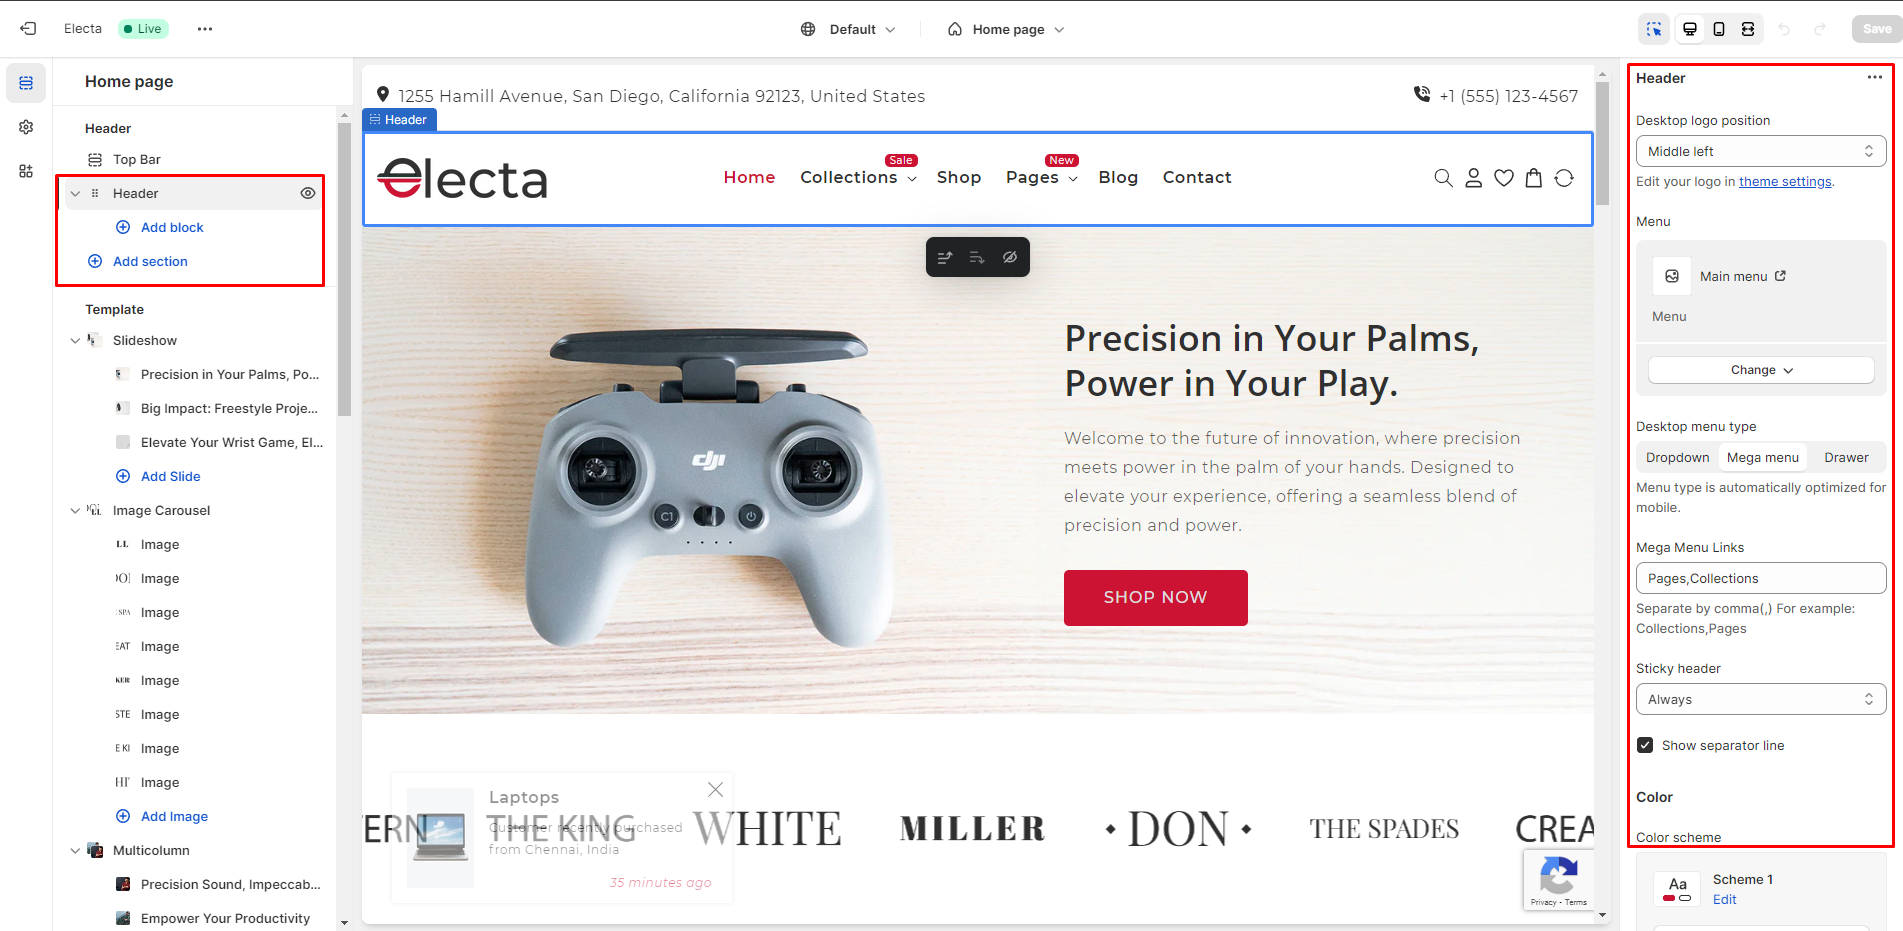 Electa
Live
Default
Home page
Save
Home page
Header
Top Bar
Header
Add block
Add section
Template
Slideshow
Precision in Your Palms, Po...
Big Impact: Freestyle Proje...
Elevate Your Wrist Game, El...
Add Slide
Image Carousel
Image
Image
Image
Image
Image
Image
Image
Image
Add Image
Multicolumn
Precision Sound, Impeccab...
Empower Your Productivity
1255 Hamill Avenue, San Diego, California 92123, United States
+1 (555) 123-4567
Header
electa
Home
Collections
Sale
Shop
Pages
New
Blog
Contact
dji
C1
Precision in Your Palms,
Power in Your Play.
Welcome to the future of innovation, where precision
meets power in the palm of your hands. Designed to
elevate your experience, offering a seamless blend of
precision and power.
SHOP NOW
Laptops
Customer recently purchased
from Chennai, India
35 minutes ago
ERN
THE KING
WHITE
MILLER
DON
THE SPADES
CREA
Privacy - Terms
Header
Desktop logo position
Middle left
Edit your logo in theme settings.
Menu
Main menu
Menu
Change
Desktop menu type
Dropdown
Mega menu
Drawer
Menu type is automatically optimized for
mobile.
Mega Menu Links
Pages,Collections
Separate by comma(,) For example:
Collections,Pages
Sticky header
Always
Show separator line
Color
Color scheme
Aa
Scheme 1
Edit